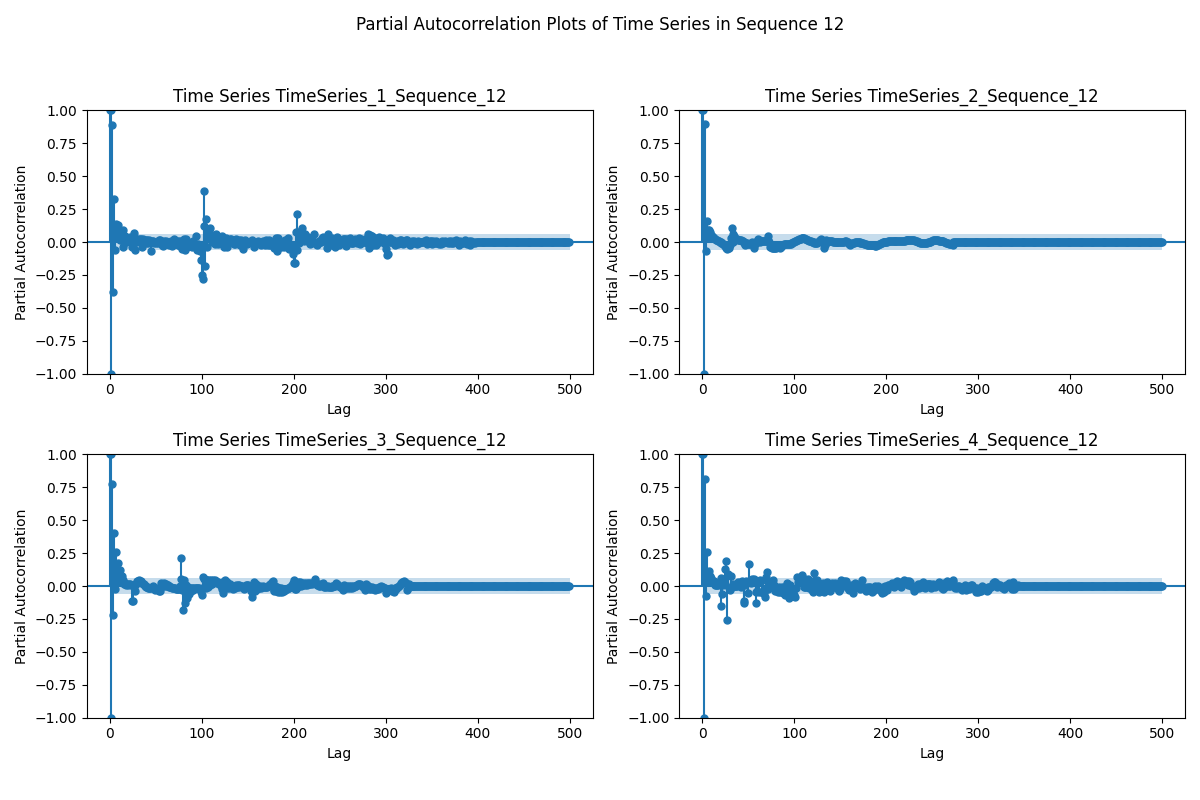 Partial Autocorrelation Plots of Time Series in Sequence 12
Time Series TimeSeries_1_Sequence_12
Partial Autocorrelation
1.00
0.75
0.50
0.25
0.00
−0.25
−0.50
−0.75
−1.00
0 100 200 300 400 500
Lag
Time Series TimeSeries_2_Sequence_12
Partial Autocorrelation
1.00
0.75
0.50
0.25
0.00
−0.25
−0.50
−0.75
−1.00
0 100 200 300 400 500
Lag
Time Series TimeSeries_3_Sequence_12
Partial Autocorrelation
1.00
0.75
0.50
0.25
0.00
−0.25
−0.50
−0.75
−1.00
0 100 200 300 400 500
Lag
Time Series TimeSeries_4_Sequence_12
Partial Autocorrelation
1.00
0.75
0.50
0.25
0.00
−0.25
−0.50
−0.75
−1.00
0 100 200 300 400 500
Lag